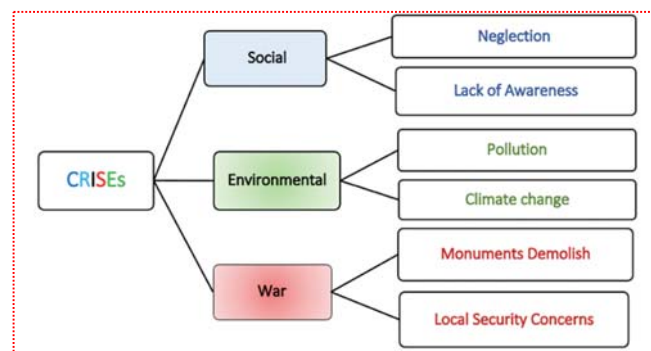 CRISEs
Social
Neglection
Lack of Awareness
Environmental
Pollution
Climate change
War
Monuments Demolish
Local Security Concerns